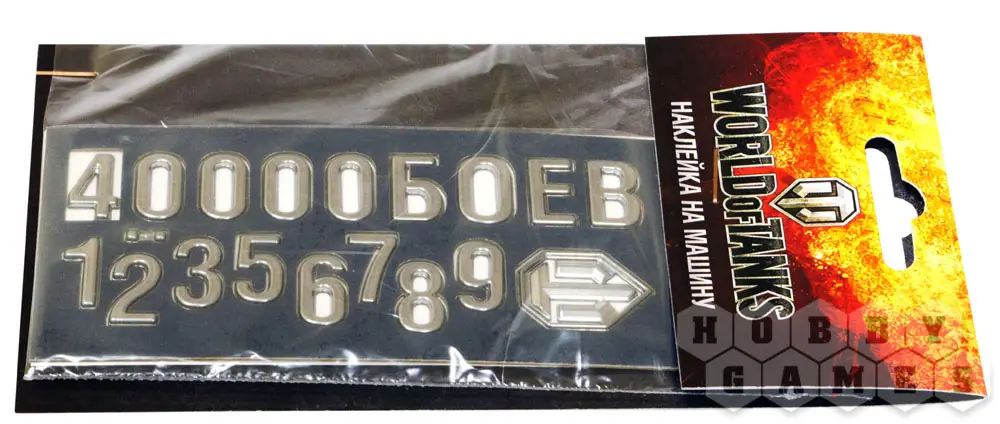 40000БОЕВ
12356789
WORLD OF TANKS
НАКЛЕЙКА НА МАШИНУ
HOBBY
GAMES